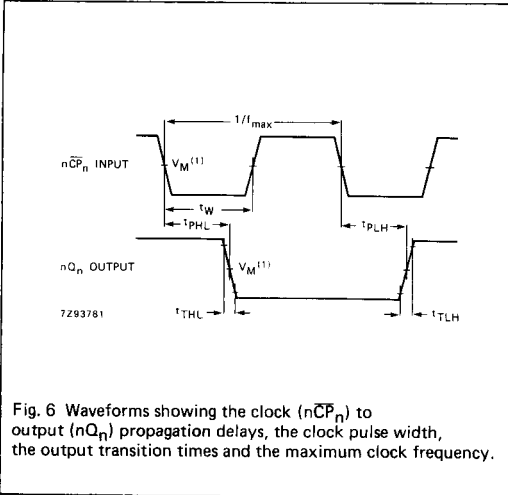 1/fmax
nC̅P̅n INPUT
VM(1)
tW
tPHL
tPLH
nQn OUTPUT
VM(1)
7Z93781
tTHL
tTLH
Fig. 6 Waveforms showing the clock (nC̅P̅n) to
output (nQn) propagation delays, the clock pulse width,
the output transition times and the maximum clock frequency.